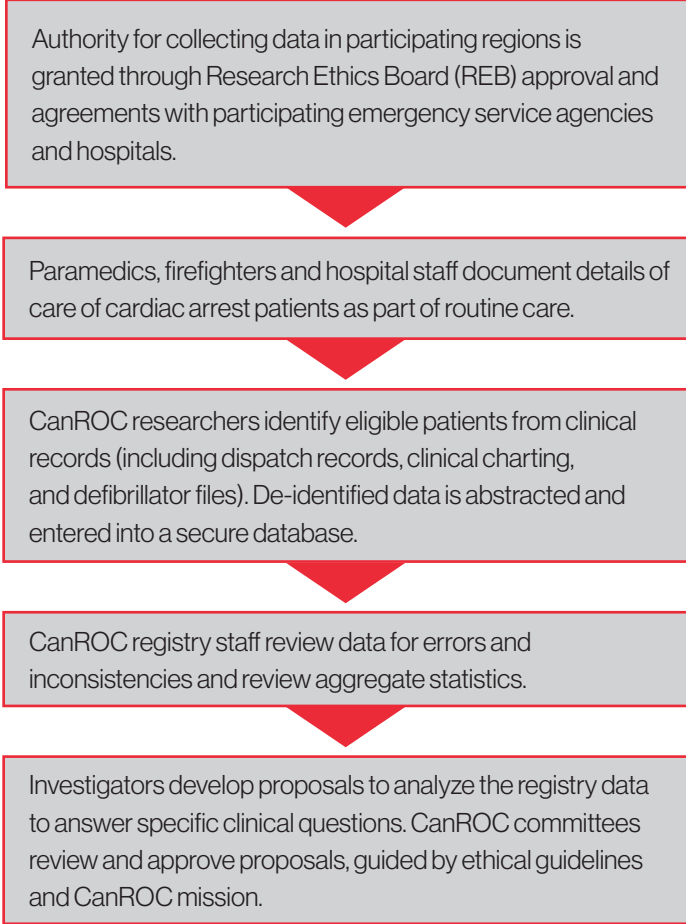 Authority for collecting data in participating regions is
granted through Research Ethics Board (REB) approval and
agreements with participating emergency service agencies
and hospitals.
Paramedics, firefighters and hospital staff document details of
care of cardiac arrest patients as part of routine care.
CanROC researchers identify eligible patients from clinical
records (including dispatch records, clinical charting,
and defibrillator files). De-identified data is abstracted and
entered into a secure database.
CanROC registry staff review data for errors and
inconsistencies and review aggregate statistics.
Investigators develop proposals to analyze the registry data
to answer specific clinical questions. CanROC committees
review and approve proposals, guided by ethical guidelines
and CanROC mission.